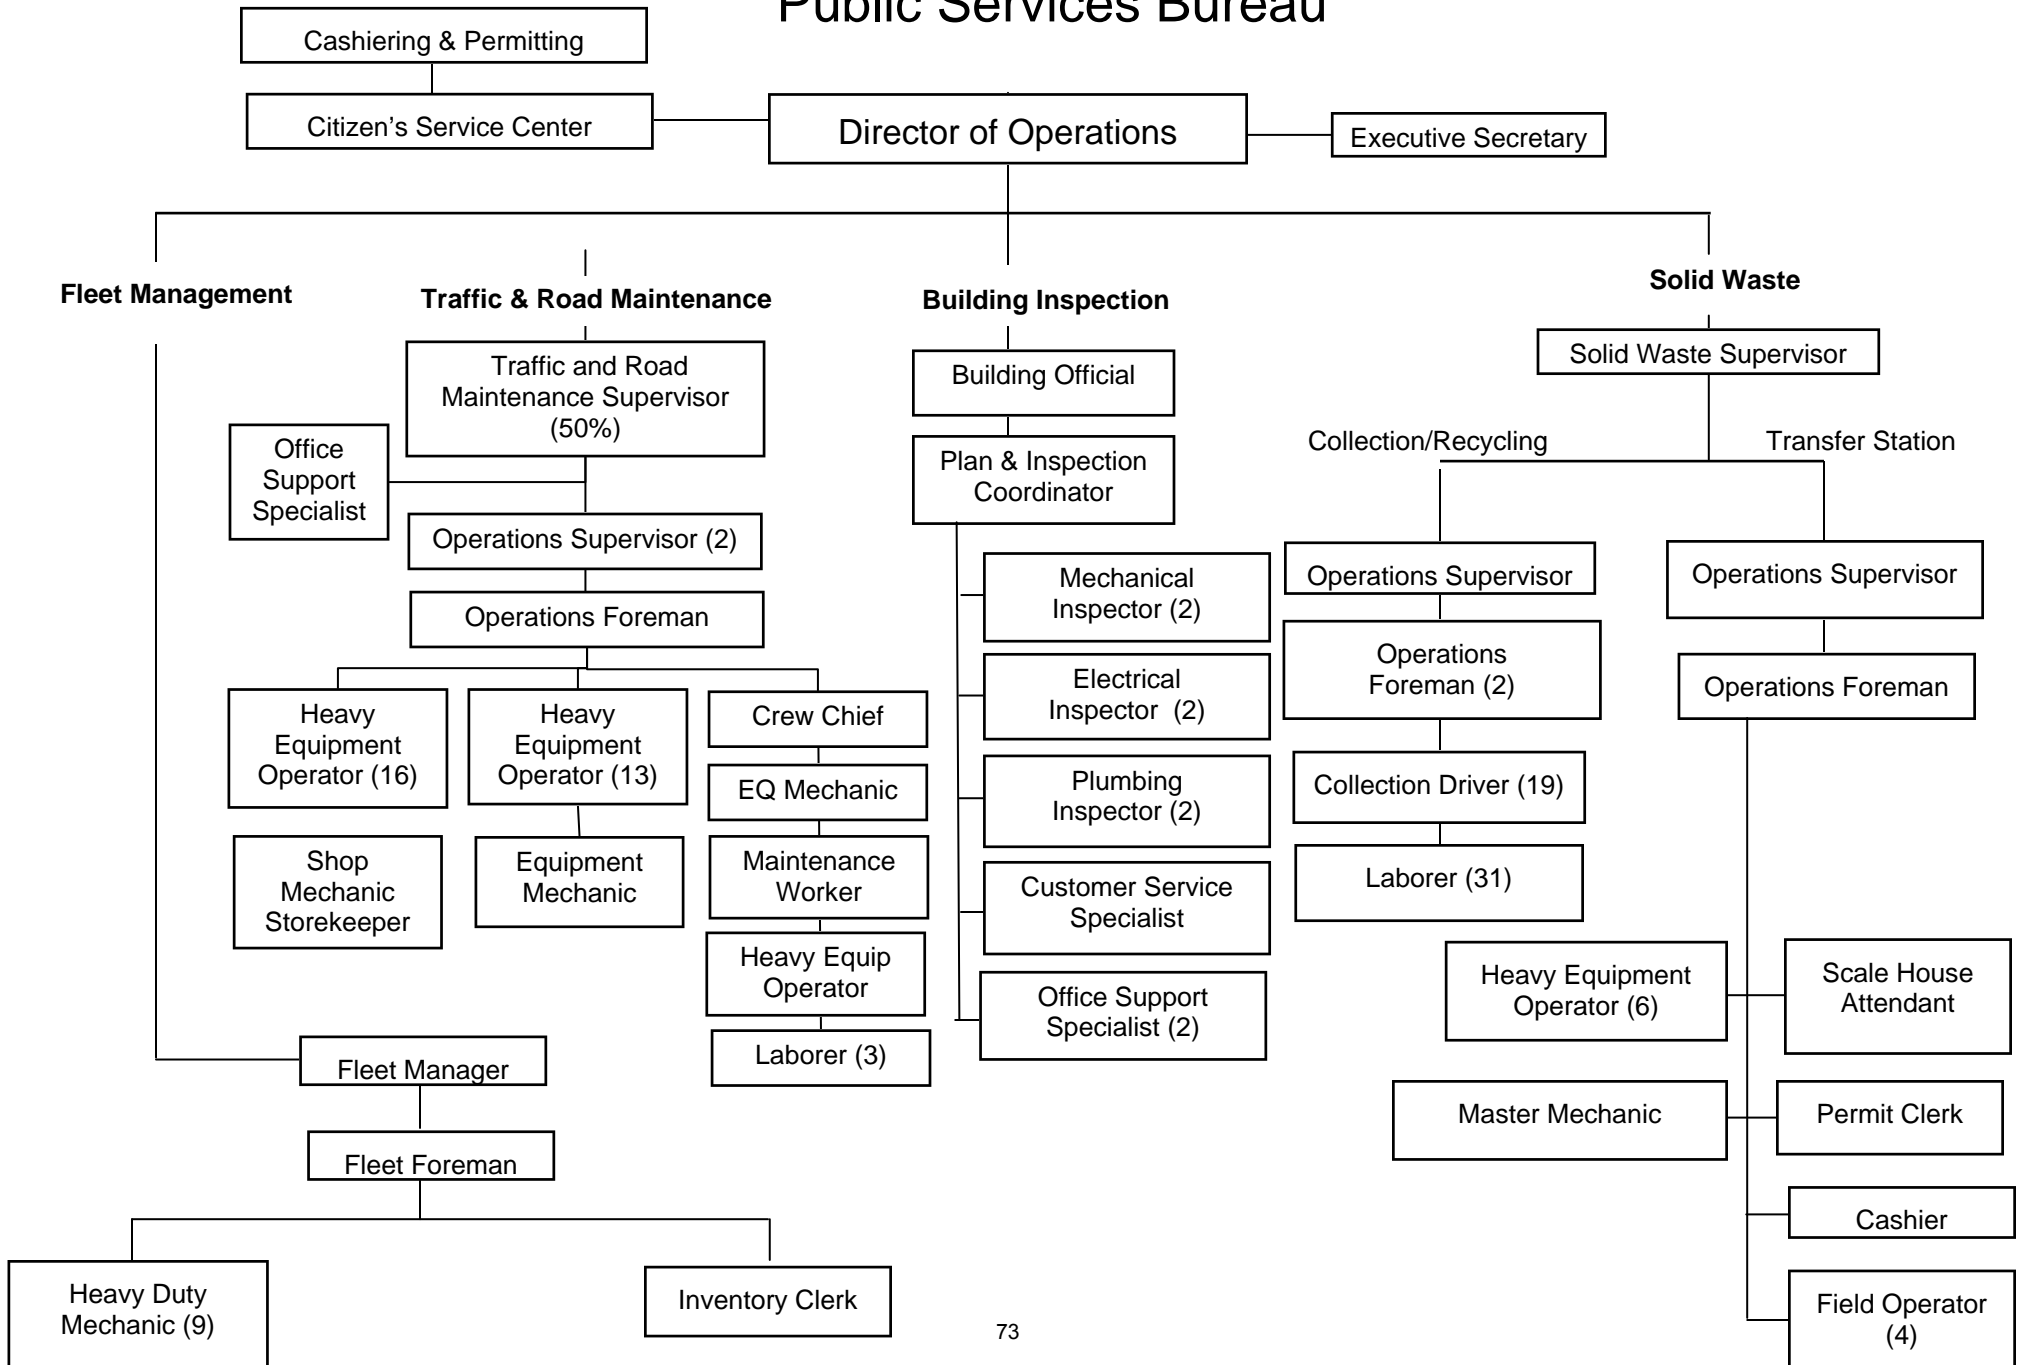 Public Services Bureau
Cashiering & Permitting
Citizen’s Service Center
Director of Operations
Executive Secretary
Fleet Management
Traffic & Road Maintenance
Building Inspection
Solid Waste
Traffic and Road
Maintenance Supervisor
(50%)
Office
Support
Specialist
Operations Supervisor (2)
Operations Foreman
Heavy
Equipment
Operator (16)
Heavy
Equipment
Operator (13)
Crew Chief
EQ Mechanic
Shop
Mechanic
Storekeeper
Equipment
Mechanic
Maintenance
Worker
Heavy Equip
Operator
Laborer (3)
Fleet Manager
Fleet Foreman
Heavy Duty
Mechanic (9)
Inventory Clerk
Building Official
Plan & Inspection
Coordinator
Mechanical
Inspector (2)
Electrical
Inspector (2)
Plumbing
Inspector (2)
Customer Service
Specialist
Office Support
Specialist (2)
Solid Waste Supervisor
Collection/Recycling
Transfer Station
Operations Supervisor
Operations
Foreman (2)
Collection Driver (19)
Laborer (31)
Operations Supervisor
Operations Foreman
Heavy Equipment
Operator (6)
Scale House
Attendant
Master Mechanic
Permit Clerk
Cashier
Field Operator
(4)
73